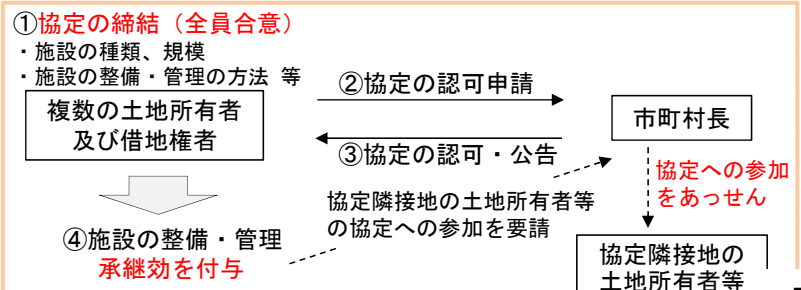 ①協定の締結（全員合意）
・施設の種類、規模
・施設の整備・管理の方法 等
複数の土地所有者
及び借地権者
②協定の認可申請
市町村長
③協定の認可・公告
協定への参加
をあっせん
協定隣接地の土地所有者等
の協定への参加を要請
④施設の整備・管理
承継効を付与
協定隣接地の
土地所有者等